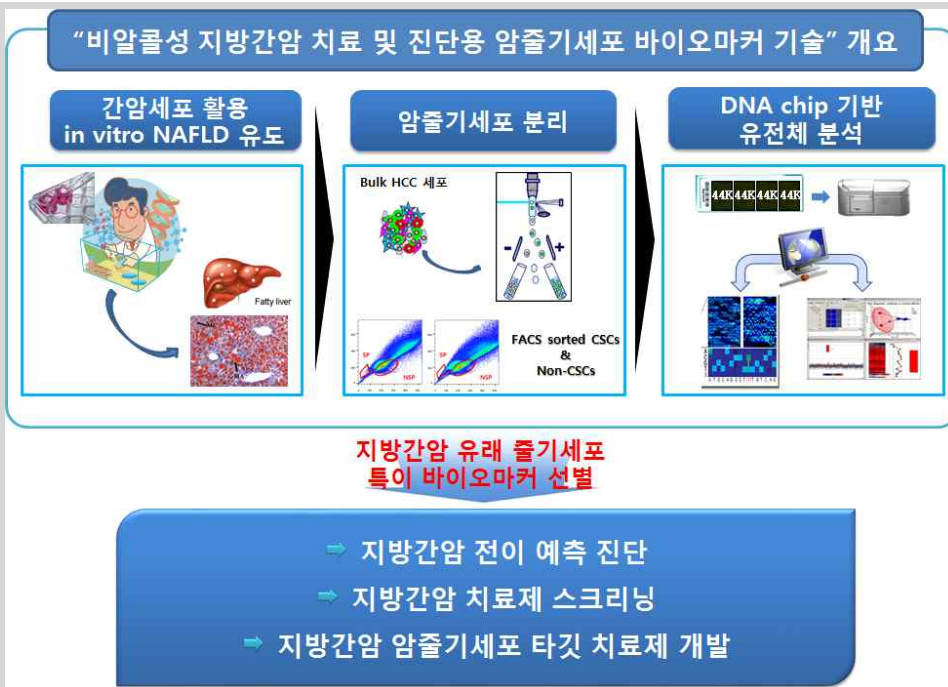 “비알콜성 지방간암 치료 및 진단용 암줄기세포 바이오마커 기술” 개요
간암세포 활용
in vitro NAFLD 유도
암줄기세포 분리
DNA chip 기반
유전체 분석
Fatty liver
Bulk HCC 세포
- +
SP
NSP
SP
NSP
FACS sorted CSCs
&
Non-CSCs
44K 44K 44K 44K
지방간암 유래 줄기세포
특이 바이오마커 선별
지방간암 전이 예측 진단
지방간암 치료제 스크리닝
지방간암 암줄기세포 타깃 치료제 개발